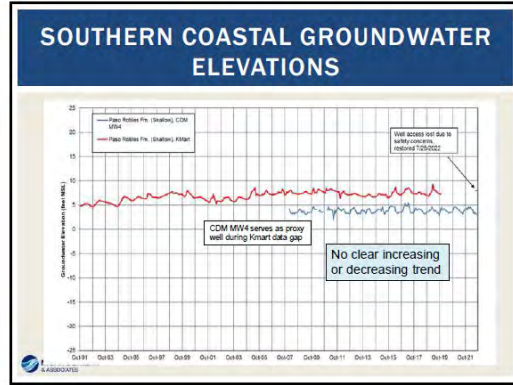 SOUTHERN COASTAL GROUNDWATER
ELEVATIONS
Paso Robles Fm. (Shallow), CDM
MW4
Paso Robles Fm. (Shallow), Kmart
Well access lost due to
safety concerns,
restored 7/25/2022
Groundwater Elevation (feet MSL)
25
20
15
10
5
0
-5
-10
-15
-20
-25
CDM MW4 serves as proxy
well during Kmart data gap
No clear increasing
or decreasing trend
Oct-91 Oct-93 Oct-95 Oct-97 Oct-99 Oct-01 Oct-03 Oct-05 Oct-07 Oct-09 Oct-11 Oct-13 Oct-15 Oct-17 Oct-19 Oct-21
& ASSOCIATES